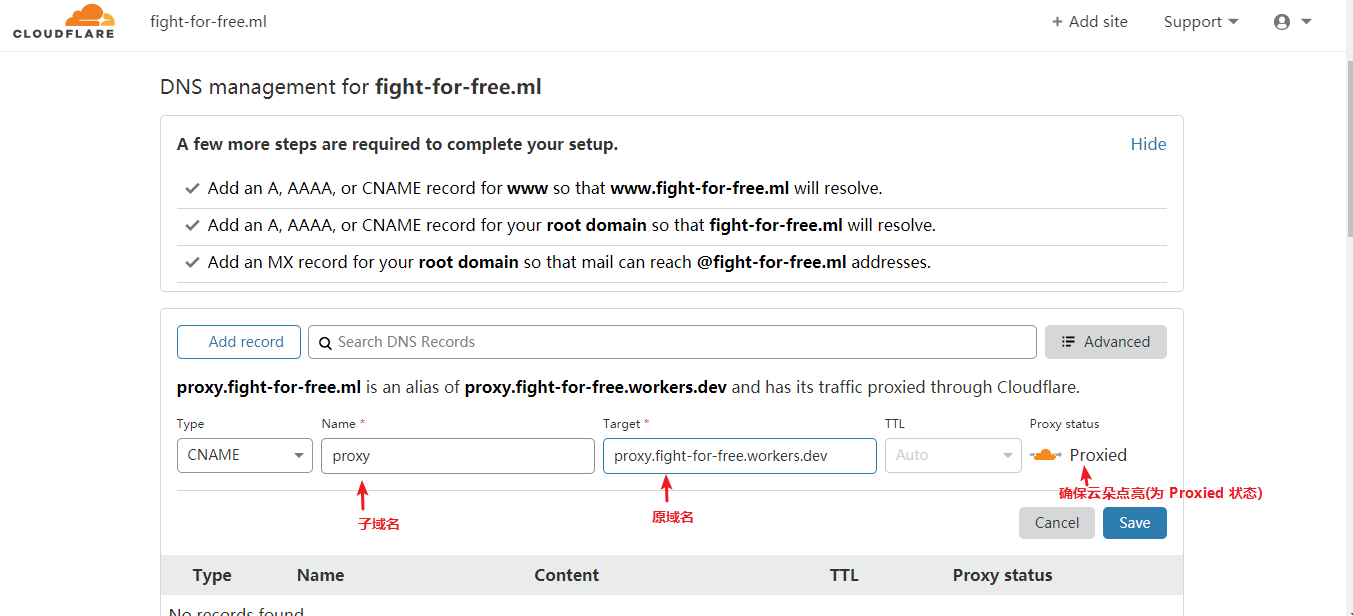 CLOUDFLARE
fight-for-free.ml
+ Add site
Support
DNS management for fight-for-free.ml
A few more steps are required to complete your setup.
Hide
Add an A, AAAA, or CNAME record for www so that www.fight-for-free.ml will resolve.
Add an A, AAAA, or CNAME record for your root domain so that fight-for-free.ml will resolve.
Add an MX record for your root domain so that mail can reach @fight-for-free.ml addresses.
Add record
Search DNS Records
Advanced
proxy.fight-for-free.ml is an alias of proxy.fight-for-free.workers.dev and has its traffic proxied through Cloudflare.
Type
Name *
Target *
TTL
Proxy status
CNAME
proxy
proxy.fight-for-free.workers.dev
Auto
Proxied
子域名
原域名
确保云朵点亮(为 Proxied 状态)
Cancel
Save
Type
Name
Content
TTL
Proxy status
No records found